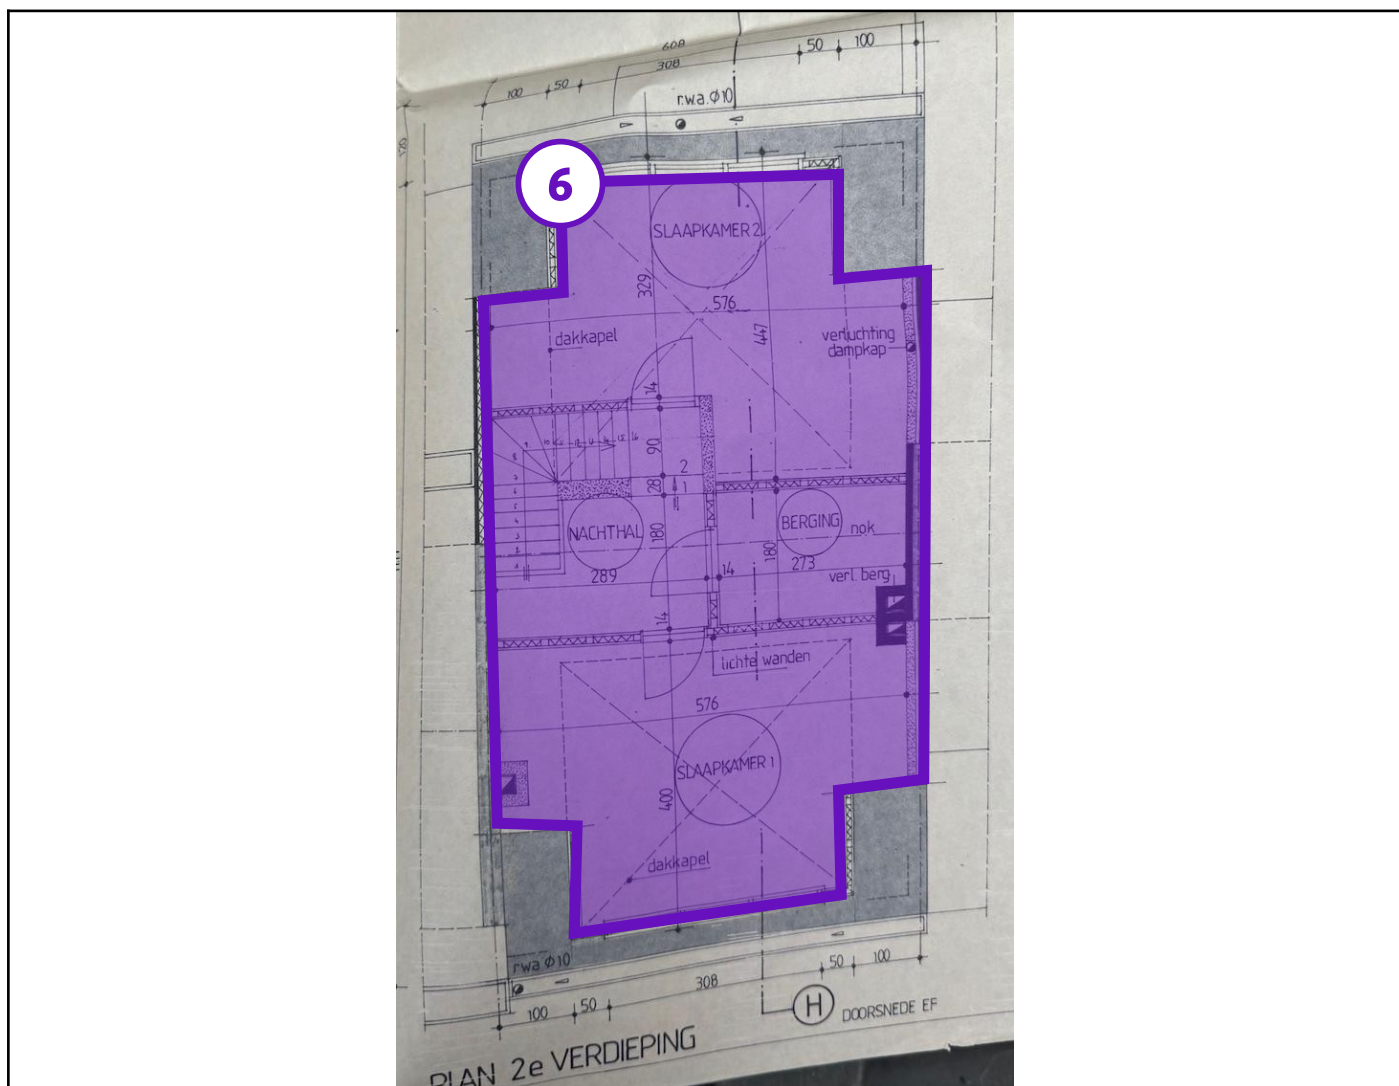 608
308
50
100
100
50
r.w.a. Ø10
6
SLAAPKAMER 2
329
576
447
dakkapel
verluchting
dampkap
14
90
2
28
1
NACHTHAL
BERGING
nok
180
180
289
14
273
verl. berg
14
lichte wanden
576
SLAAPKAMER 1
400
dakkapel
rwa Ø10
100
50
308
50
100
H
DOORSNEDE EF
PLAN 2e VERDIEPING